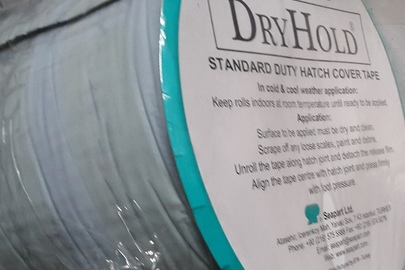 DRYHOLD
STANDARD DUTY HATCH COVER TAPE
In cold & cool weather application:
Keep rolls indoors at room temperature until ready to be applied.
Application:
Surface to be applied must be dry and clean.
Scrape off any loose scales, paint and debris.
Unroll the tape along hatch joint and detach the release film.
Align the tape centre with hatch joint and press firmly
with foot pressure.
Seapart Ltd.